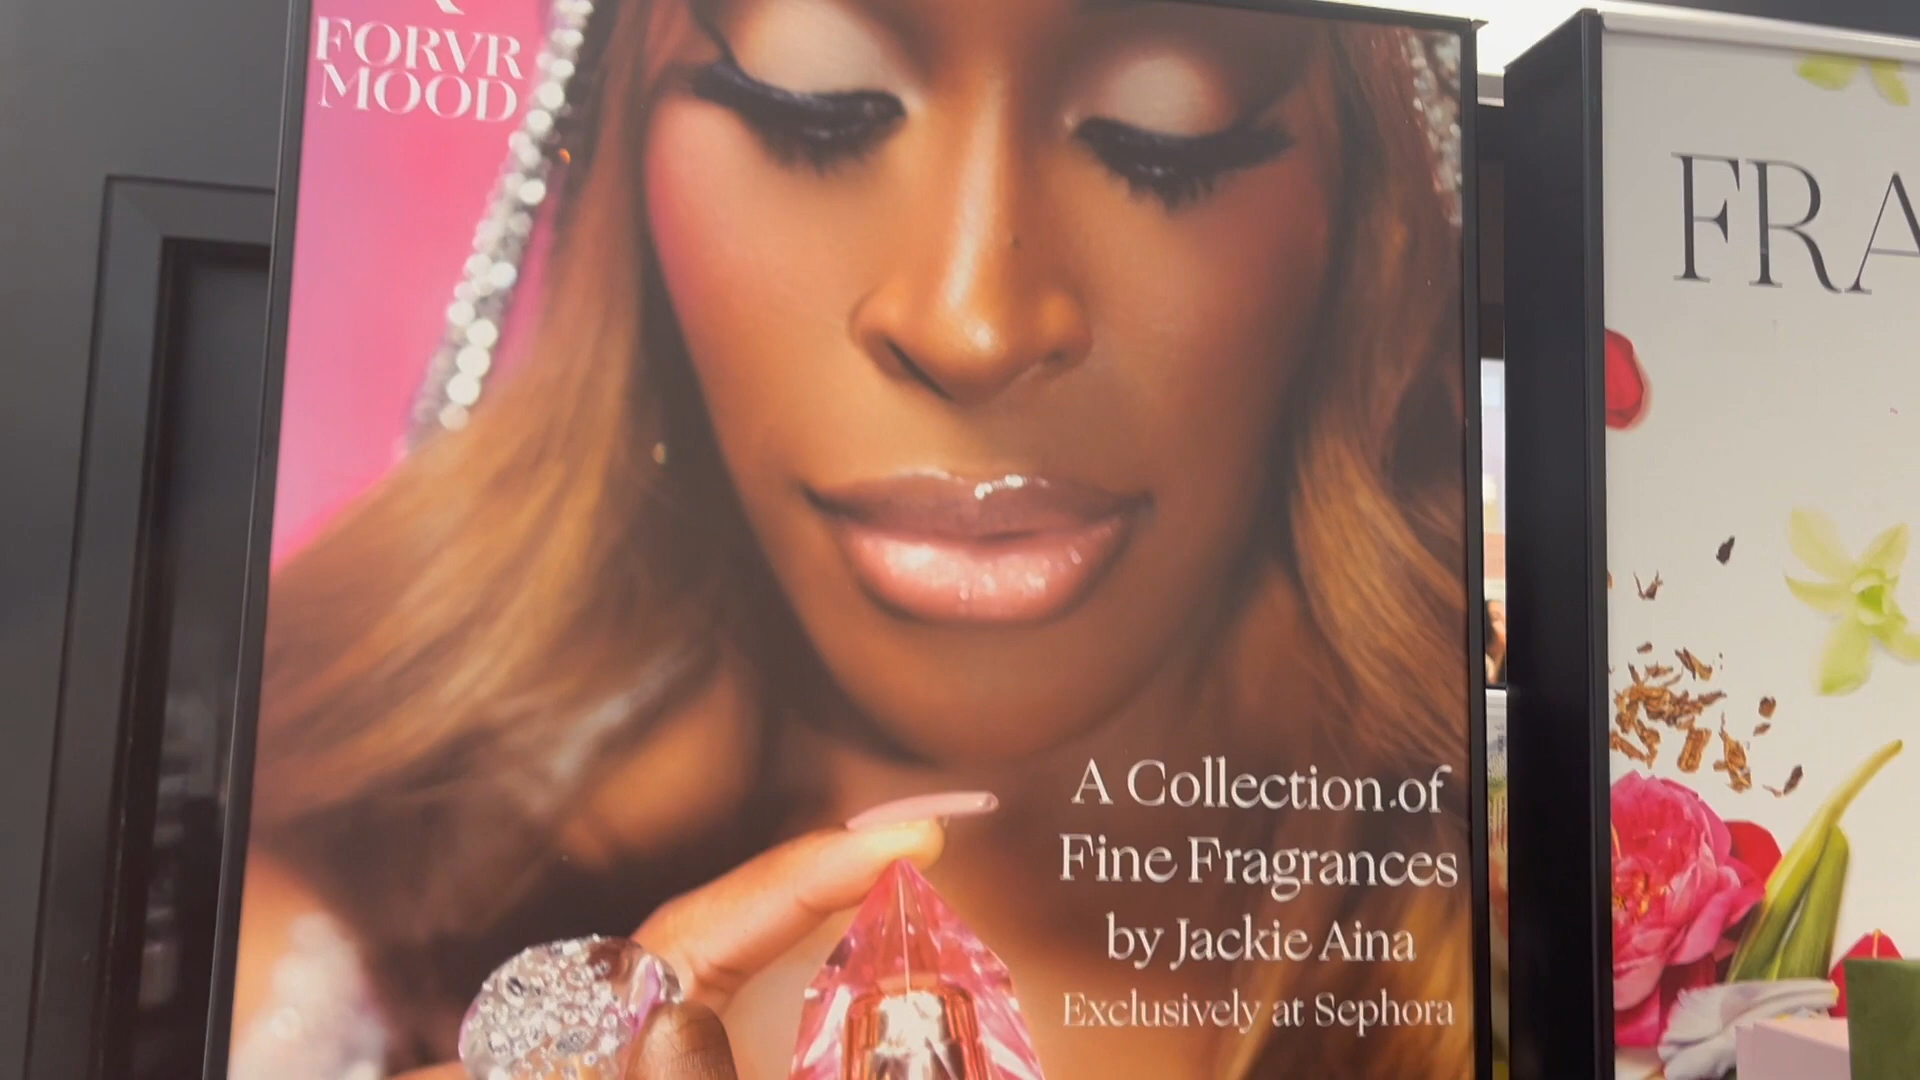 FORVR
MOOD
A Collection of
Fine Fragrances
by Jackie Aina
Exclusively at Sephora
FRA